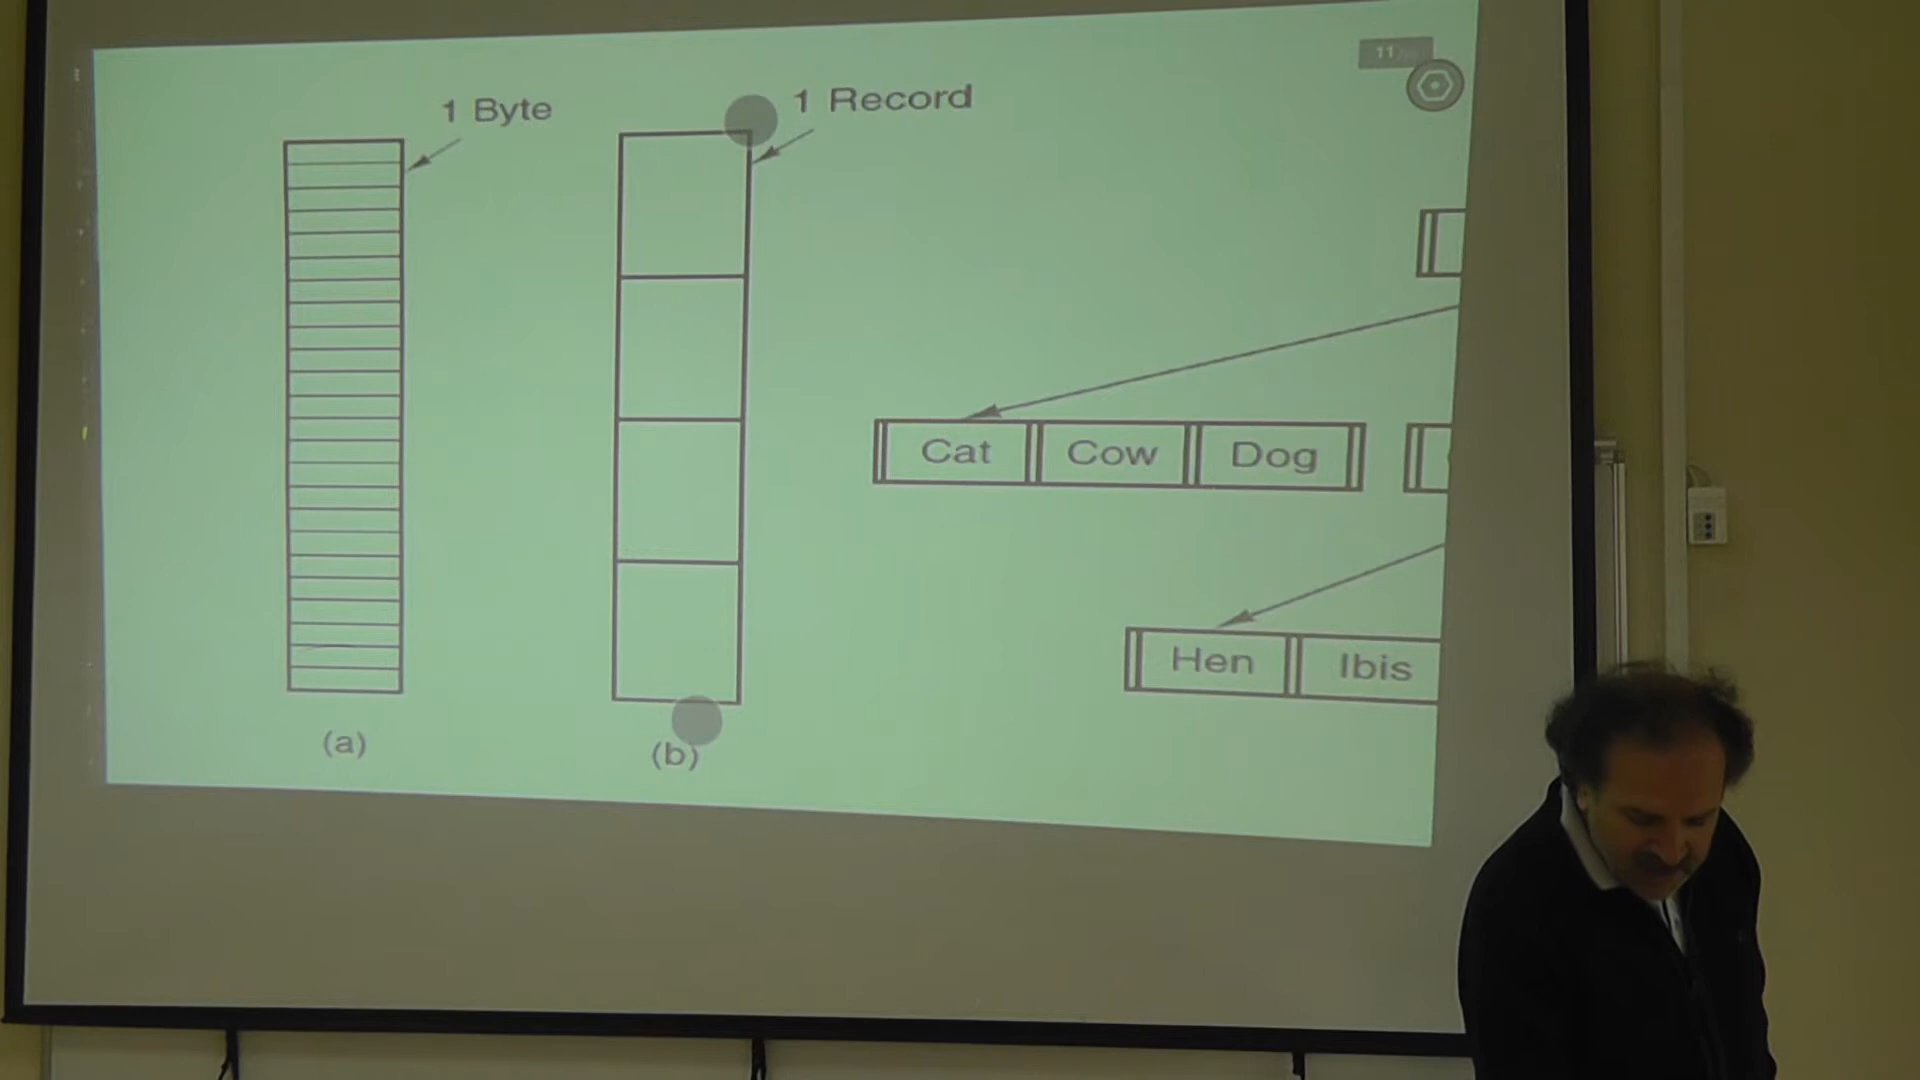 11
1 Byte
1 Record
Cat Cow Dog
Hen Ibis
(a)
(b)